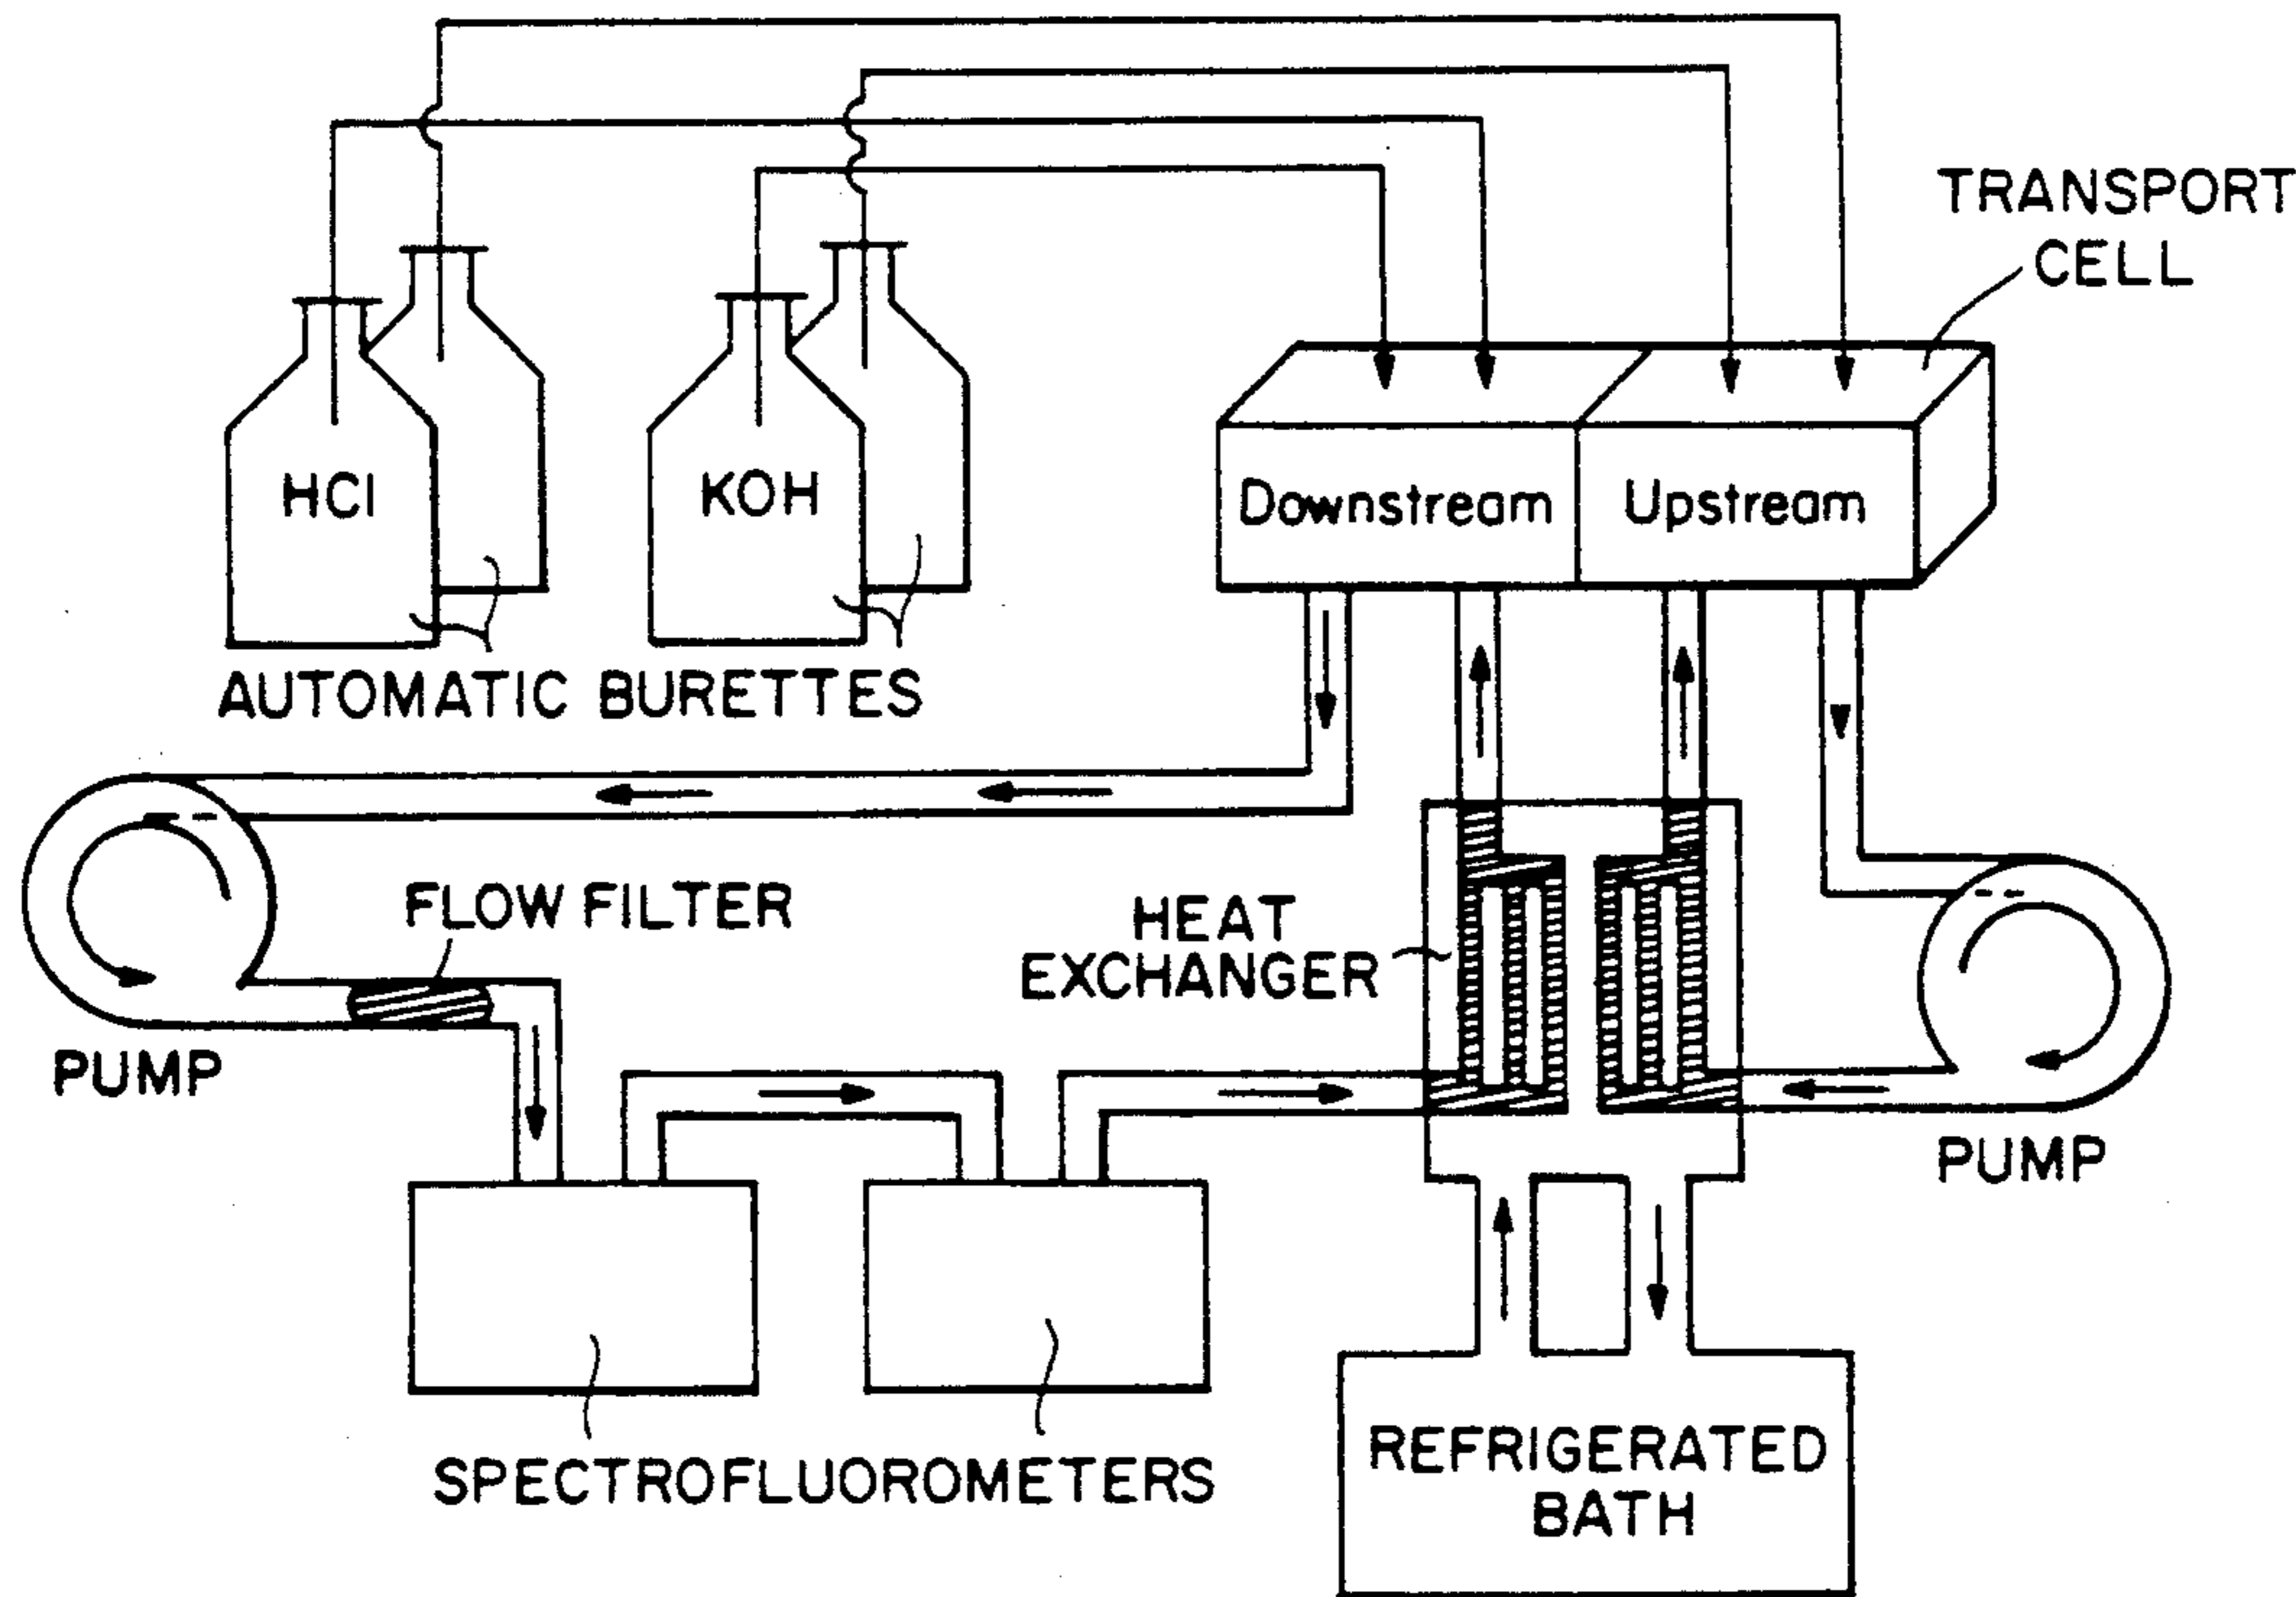 TRANSPORT
CELL
HCl
KOH
Downstream
Upstream
AUTOMATIC BURETTES
FLOW FILTER
HEAT
EXCHANGER
PUMP
PUMP
SPECTROFLUOROMETERS
REFRIGERATED
BATH